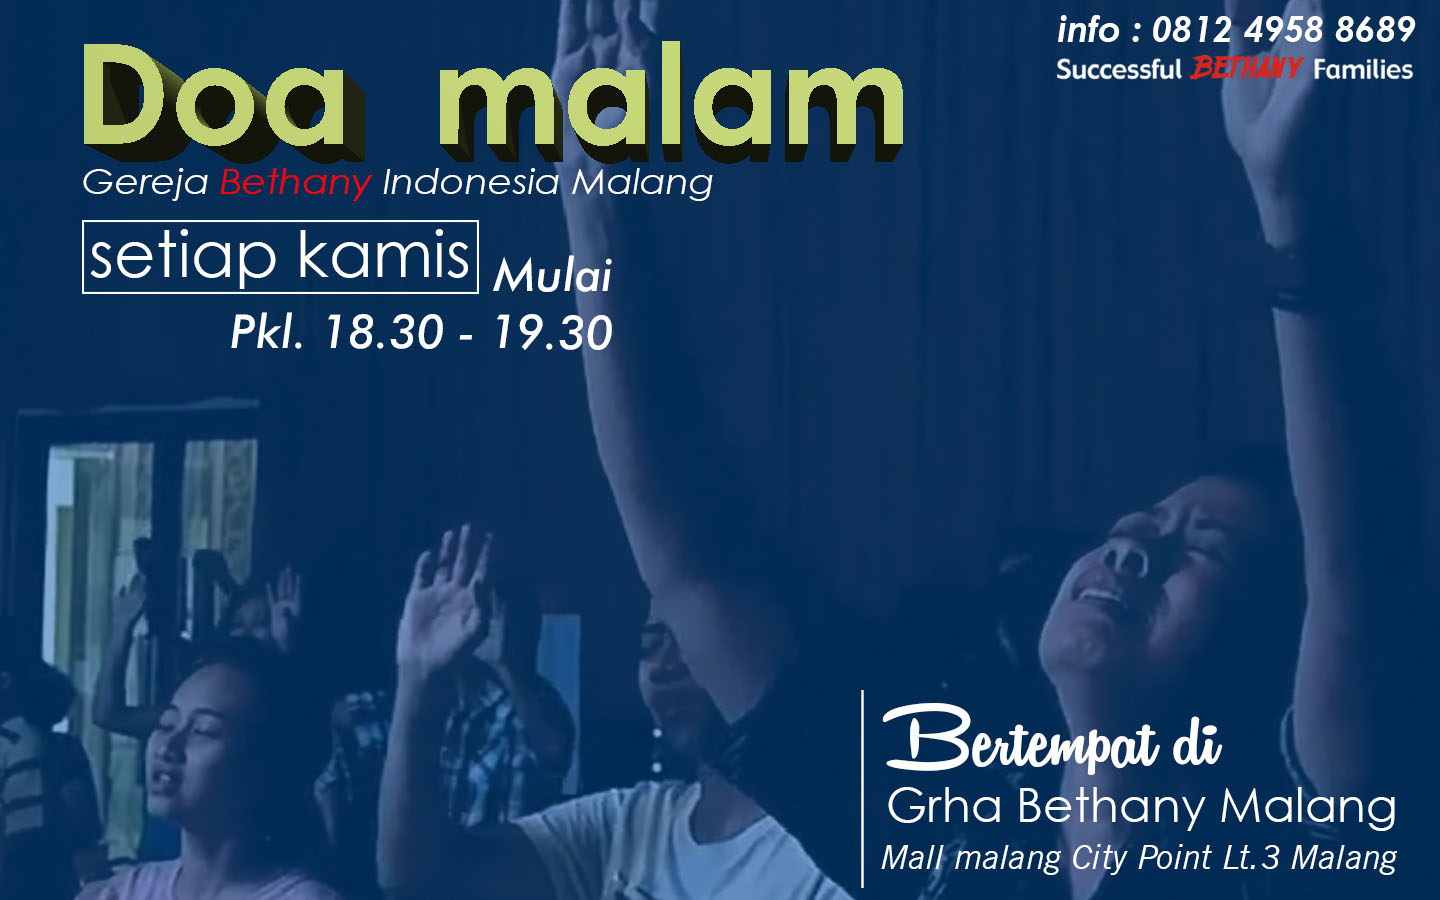 Doa malam
Gereja Bethany Indonesia Malang
setiap kamis Mulai
Pkl. 18.30 - 19.30
info : 0812 4958 8689
Successful BETHANY Families
Bertempat di
Grha Bethany Malang
Mall malang City Point Lt.3 Malang